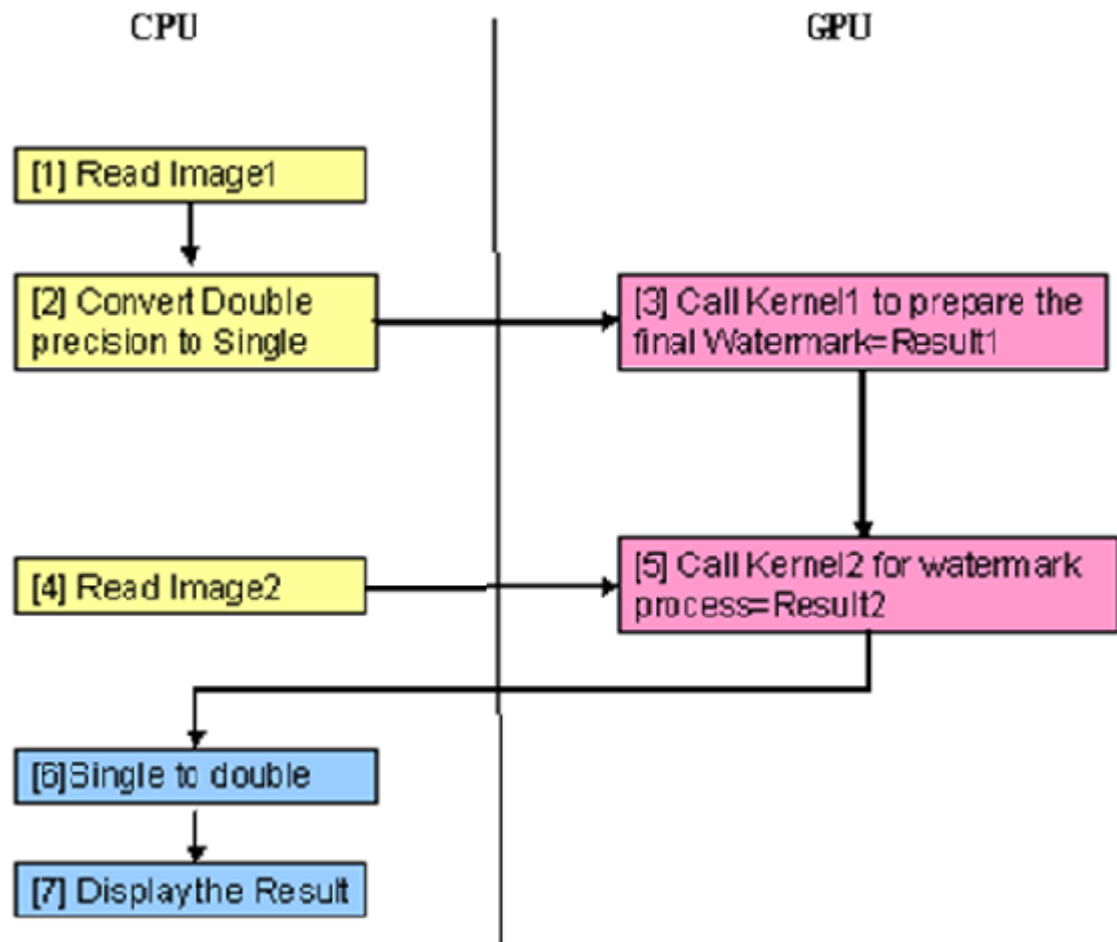 CPU
GPU
[1] Read Image1
[2] Convert Double
precision to Single
[3] Call Kernel1 to prepare the
final Watermark=Result1
[4] Read Image2
[5] Call Kernel2 for watermark
process=Result2
[6]Single to double
[7] Displaythe Result